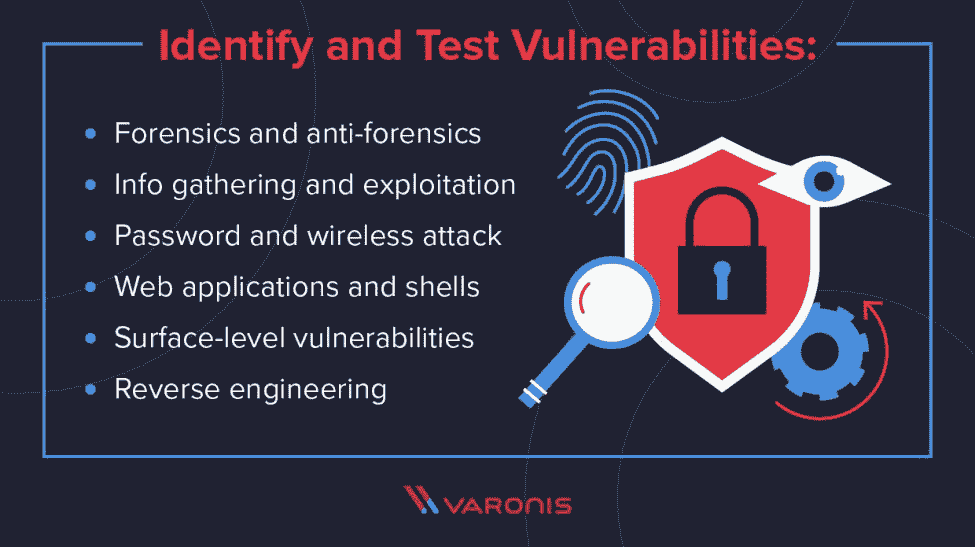 Identify and Test Vulnerabilities:
Forensics and anti-forensics
Info gathering and exploitation
Password and wireless attack
Web applications and shells
Surface-level vulnerabilities
Reverse engineering
VARONIS